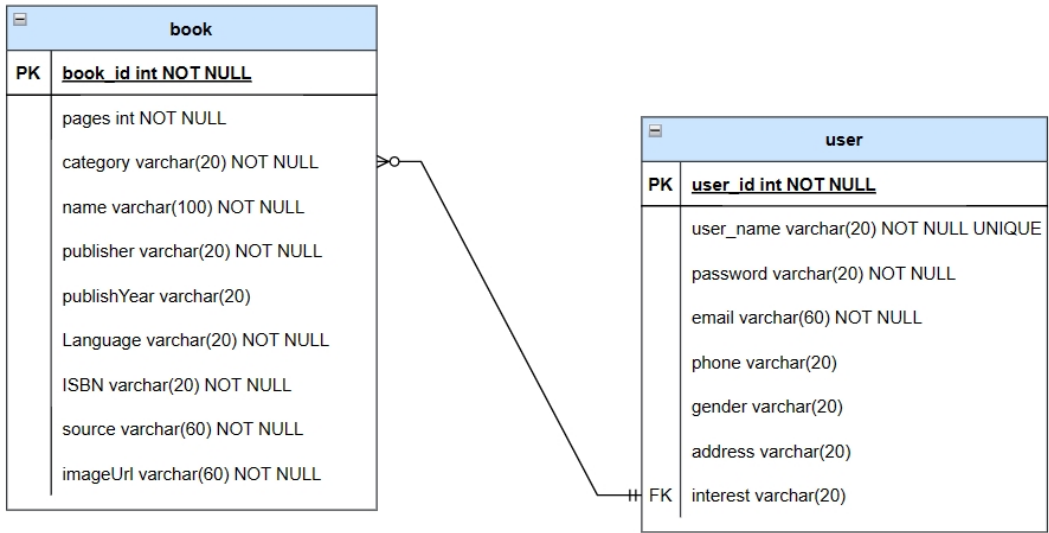 book
PK book_id int NOT NULL
pages int NOT NULL
category varchar(20) NOT NULL
name varchar(100) NOT NULL
publisher varchar(20) NOT NULL
publishYear varchar(20)
Language varchar(20) NOT NULL
ISBN varchar(20) NOT NULL
source varchar(60) NOT NULL
imageUrl varchar(60) NOT NULL
user
PK user_id int NOT NULL
user_name varchar(20) NOT NULL UNIQUE
password varchar(20) NOT NULL
email varchar(60) NOT NULL
phone varchar(20)
gender varchar(20)
address varchar(20)
FK interest varchar(20)